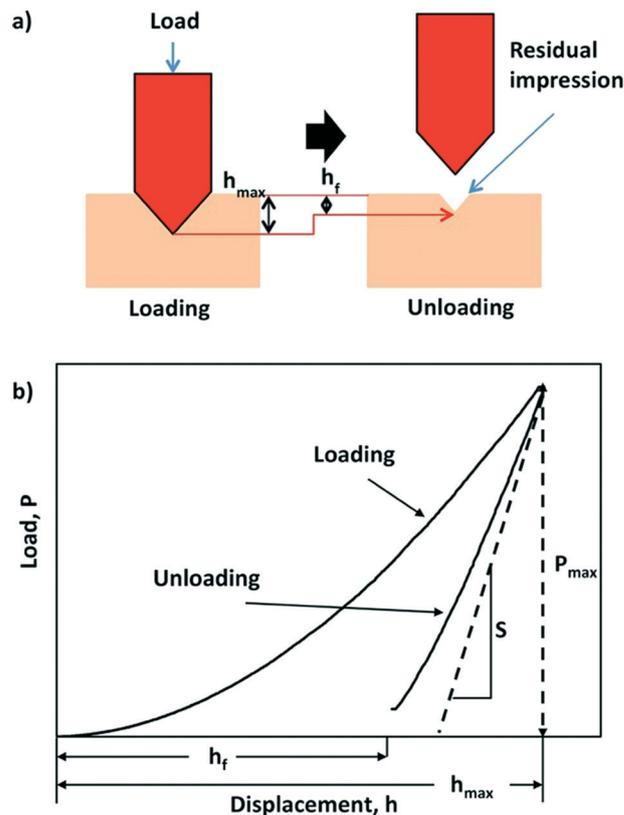 a)
Load
Residual
impression
hmax
hf
Loading
Unloading
b)
Load, P
Loading
Unloading
Pmax
S
hf
hmax
Displacement, h